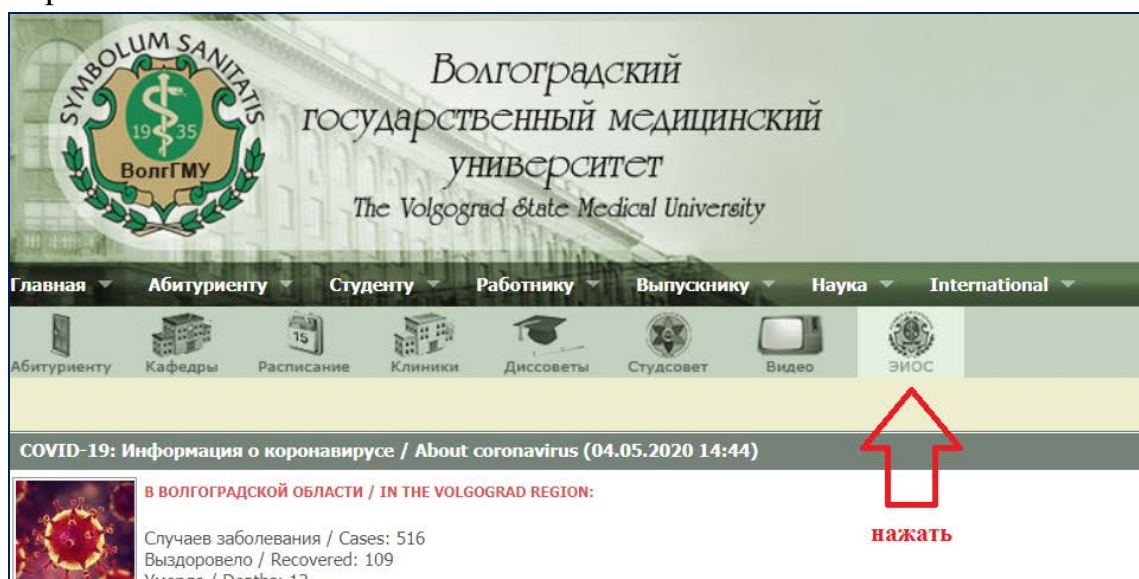 SYMBOLUM SANITATIS
19 35
ВолгГМУ
Волгоградский
государственный медицинский
университет
The Volgograd State Medical University
Главная Абитуриенту Студенту Работнику Выпускнику Наука International
15
Абитуриенту Кафедры Расписание Клиники Диссоветы Студсовет Видео ЭИОС
COVID-19: Информация о коронавирусе / About coronavirus (04.05.2020 14:44)
В ВОЛГОГРАДСКОЙ ОБЛАСТИ / IN THE VOLGOGRAD REGION:
Случаев заболевания / Cases: 516
нажать
Выздоровело / Recovered: 109